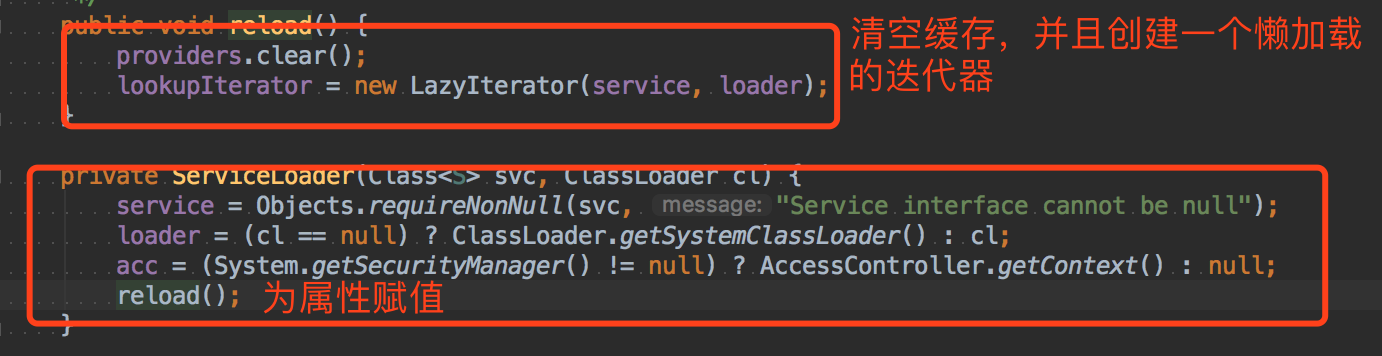 */
public void reload() {
providers.clear();
lookupIterator = new LazyIterator(service, loader);
}
清空缓存，并且创建一个懒加载
的迭代器
private ServiceLoader(Class<S> svc, ClassLoader cl) {
service = Objects.requireNonNull(svc, message: "Service interface cannot be null");
loader = (cl == null) ? ClassLoader.getSystemClassLoader() : cl;
acc = (System.getSecurityManager() != null) ? AccessController.getContext() : null;
reload(); 为属性赋值
}